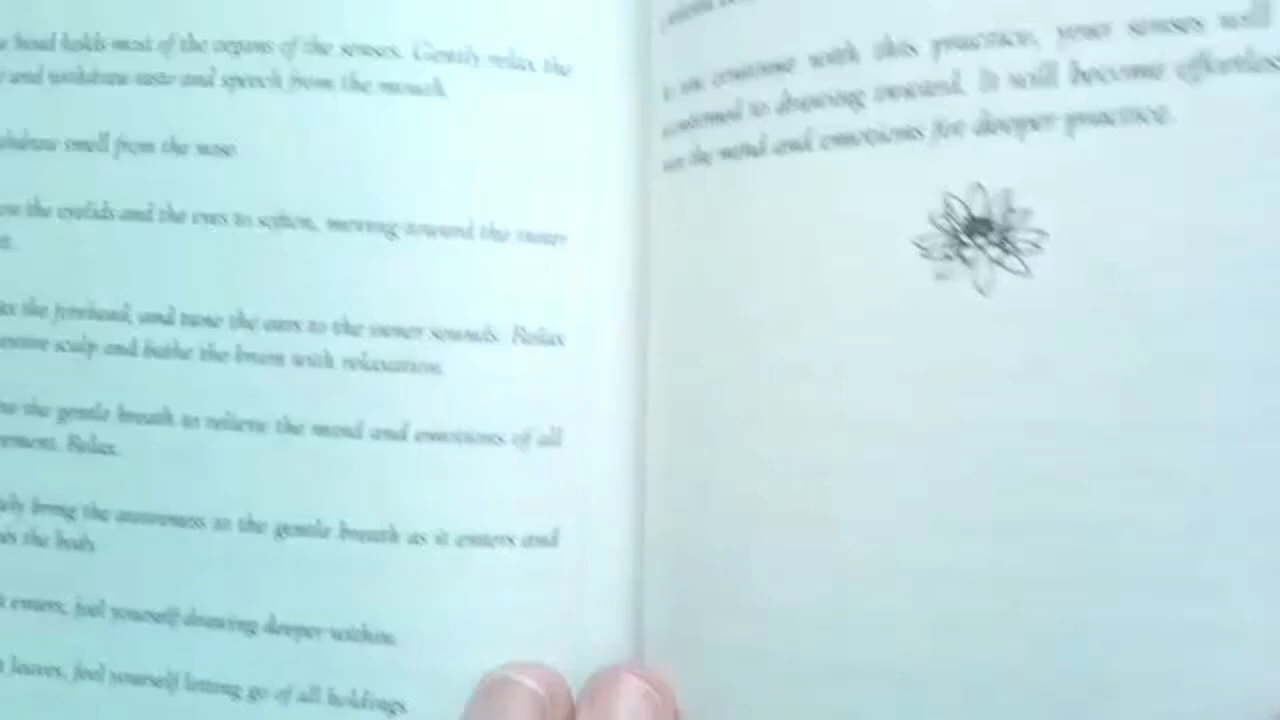 head holds most of the organs of the senses. Gently relax the
and withdraw taste and speech from the mouth.
smell from the nose.
the eyelids and the eyes to soften, moving toward the inner
the forehead, and tune the ears to the inner sounds. Relax
scalp and bathe the brain with relaxation.
the gentle breath to relieve the mind and emotions of all
Relax.
bring the awareness to the gentle breath as it enters and
the body.
enters, feel yourself drawing deeper within.
leaves, feel yourself letting go of all holdings.
continue with this practice, your senses will
to drawing inward. It will become
the mind and emotions for deeper practice.